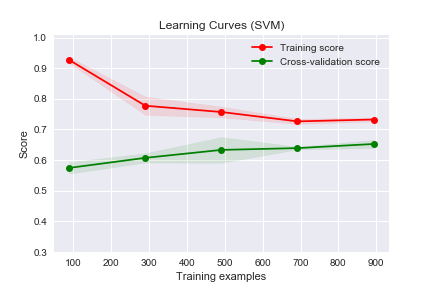 Learning Curves (SVM)
Training score
Cross-validation score
1.0
0.9
0.8
0.7
0.6
0.5
0.4
0.3
Score
100 200 300 400 500 600 700 800 900
Training examples